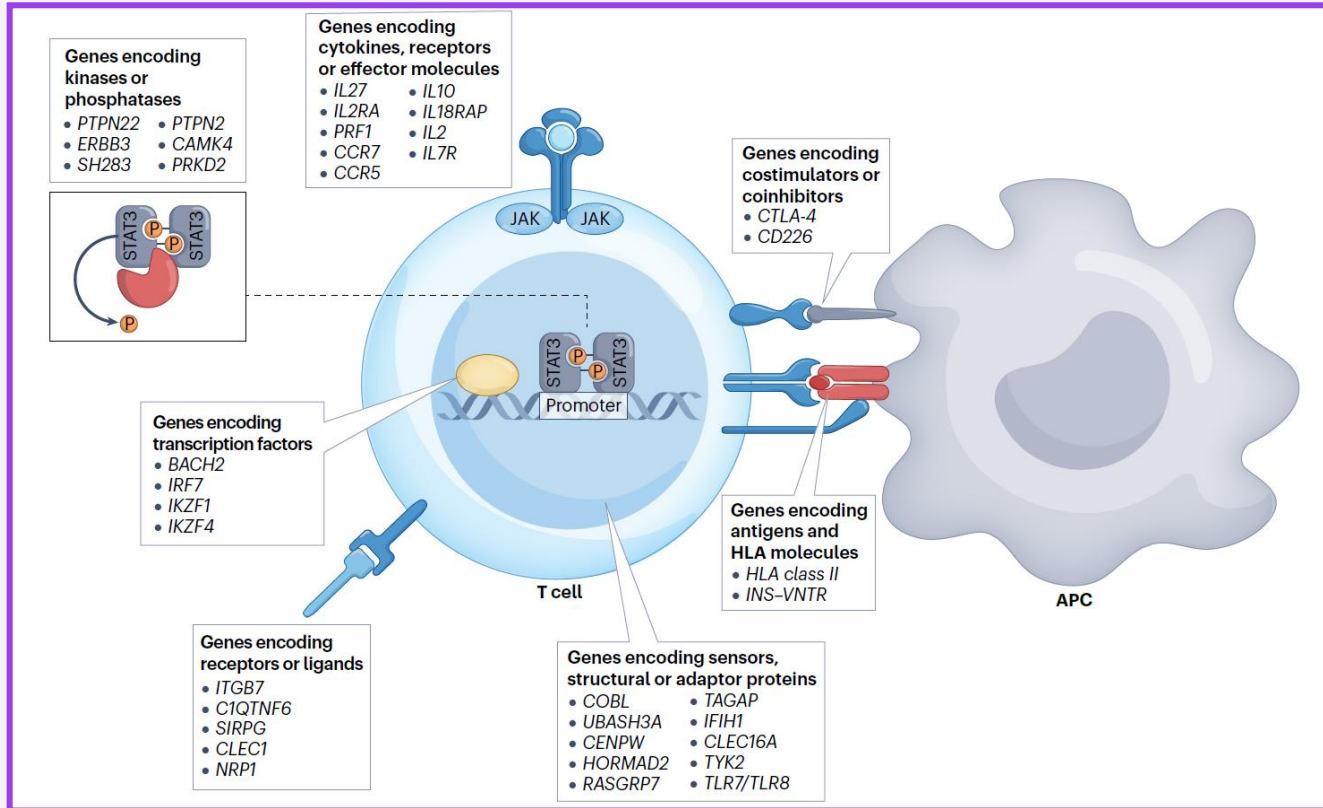 Genes encoding
kinases or
phosphatases
• PTPN22 • PTPN2
• ERBB3 • CAMK4
• SH283 • PRKD2
STAT3
P
P
STAT3
P
Genes encoding
cytokines, receptors
or effector molecules
• IL27 • IL10
• IL2RA • IL18RAP
• PRF1 • IL2
• CCR7 • IL7R
• CCR5
JAK JAK
Genes encoding
costimulators or
coinhibitors
• CTLA-4
• CD226
STAT3
P
P
STAT3
Promoter
Genes encoding
transcription factors
• BACH2
• IRF7
• IKZF1
• IKZF4
Genes encoding
antigens and
HLA molecules
• HLA class II
• INS–VNTR
T cell
APC
Genes encoding
receptors or ligands
• ITGB7
• C1QTNF6
• SIRPG
• CLEC1
• NRP1
Genes encoding sensors,
structural or adaptor proteins
• COBL • TAGAP
• UBASH3A • IFIH1
• CENPW • CLEC16A
• HORMAD2 • TYK2
• RASGRP7 • TLR7/TLR8